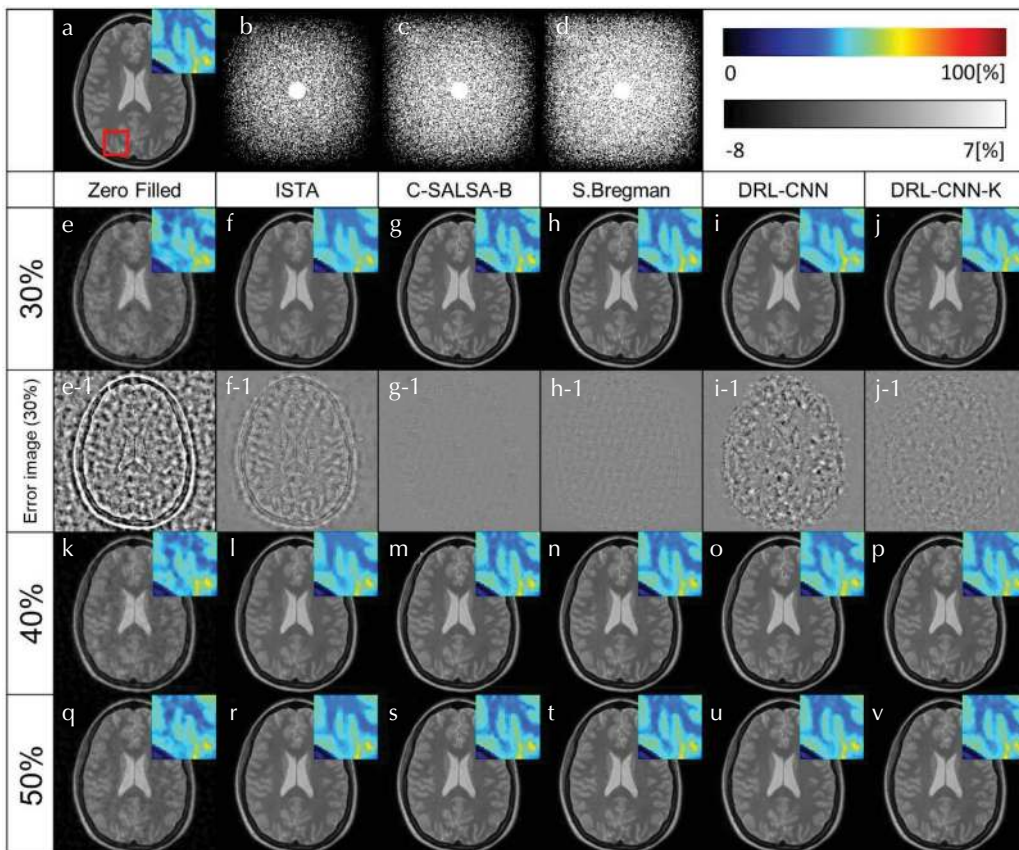 a b c d
0 100[%]
-8 7[%]
Zero Filled ISTA C-SALSA-B S.Bregman DRL-CNN DRL-CNN-K
30%
e f g h i j
Error image (30%)
e-1 f-1 g-1 h-1 i-1 j-1
40%
k l m n o p
50%
q r s t u v